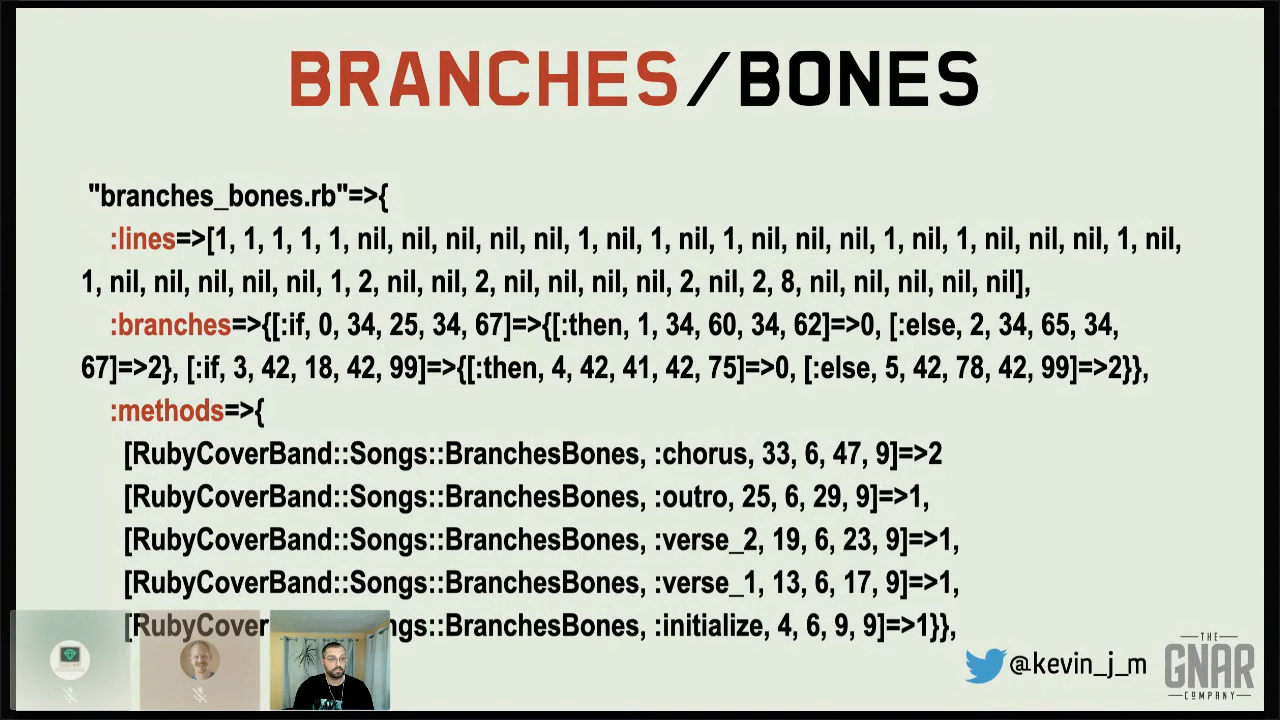 BRANCHES/BONES
"branches_bones.rb"=>{
:lines=>[1, 1, 1, 1, 1, nil, nil, nil, nil, nil, 1, nil, 1, nil, 1, nil, nil, nil, 1, nil, 1, nil, nil, nil, 1, nil,
1, nil, nil, nil, nil, nil, 1, 2, nil, nil, 2, nil, nil, nil, nil, 2, nil, 2, 8, nil, nil, nil, nil, nil],
:branches=>{[:if, 0, 34, 25, 34, 67]=>{[:then, 1, 34, 60, 34, 62]=>0, [:else, 2, 34, 65, 34,
67]=>2}, [:if, 3, 42, 18, 42, 99]=>{[:then, 4, 42, 41, 42, 75]=>0, [:else, 5, 42, 78, 42, 99]=>2}},
:methods=>{
[RubyCoverBand::Songs::BranchesBones, :chorus, 33, 6, 47, 9]=>2
[RubyCoverBand::Songs::BranchesBones, :outro, 25, 6, 29, 9]=>1,
[RubyCoverBand::Songs::BranchesBones, :verse_2, 19, 6, 23, 9]=>1,
[RubyCoverBand::Songs::BranchesBones, :verse_1, 13, 6, 17, 9]=>1,
[RubyCover ngs::BranchesBones, :initialize, 4, 6, 9, 9]=>1}},
@kevin_j_m
THE
GNAR
COMPANY